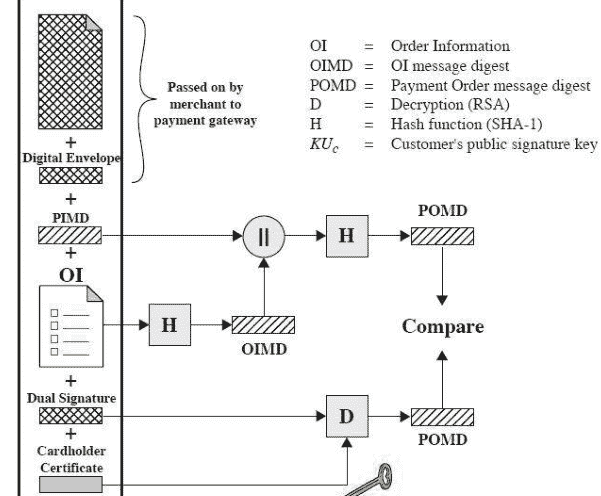 OI = Order Information
OIMD = OI message digest
POMD = Payment Order message digest
D = Decryption (RSA)
H = Hash function (SHA-1)
KUc = Customer's public signature key
Passed on by
merchant to
payment gateway
+
Digital Envelope
+
PIMD
||
H
POMD
+
OI
H
OIMD
Compare
+
Dual Signature
D
POMD
+
Cardholder
Certificate